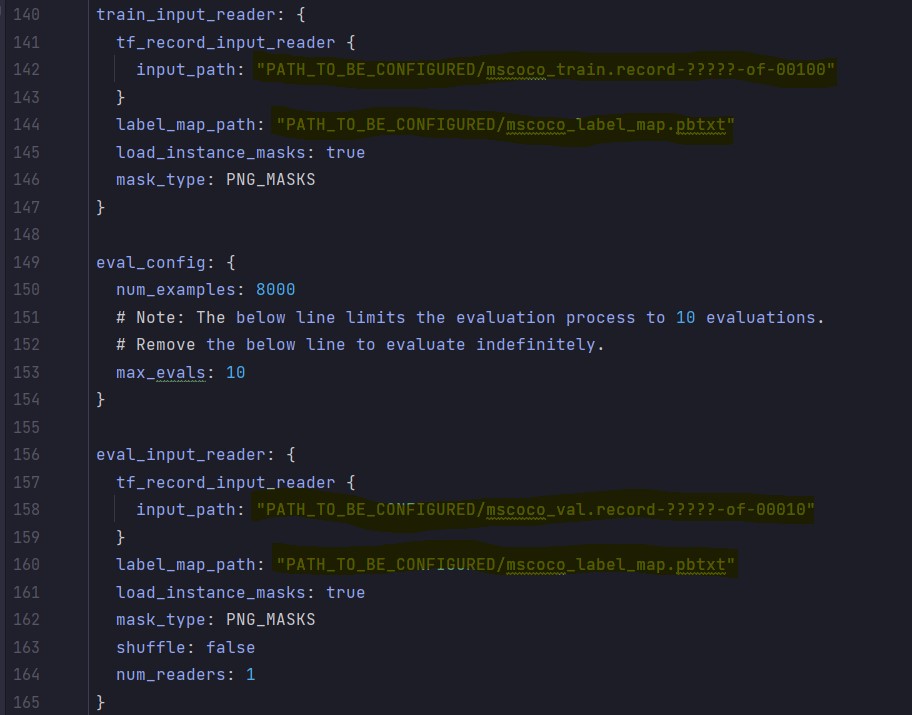 140 train_input_reader: {
141 tf_record_input_reader {
142 input_path: "PATH_TO_BE_CONFIGURED/mscoco_train.record-?????-of-00100"
143 }
144 label_map_path: "PATH_TO_BE_CONFIGURED/mscoco_label_map.pbtxt"
145 load_instance_masks: true
146 mask_type: PNG_MASKS
147 }
148
149 eval_config: {
150 num_examples: 8000
151 # Note: The below line limits the evaluation process to 10 evaluations.
152 # Remove the below line to evaluate indefinitely.
153 max_evals: 10
154 }
155
156 eval_input_reader: {
157 tf_record_input_reader {
158 input_path: "PATH_TO_BE_CONFIGURED/mscoco_val.record-?????-of-00010"
159 }
160 label_map_path: "PATH_TO_BE_CONFIGURED/mscoco_label_map.pbtxt"
161 load_instance_masks: true
162 mask_type: PNG_MASKS
163 shuffle: false
164 num_readers: 1
165 }